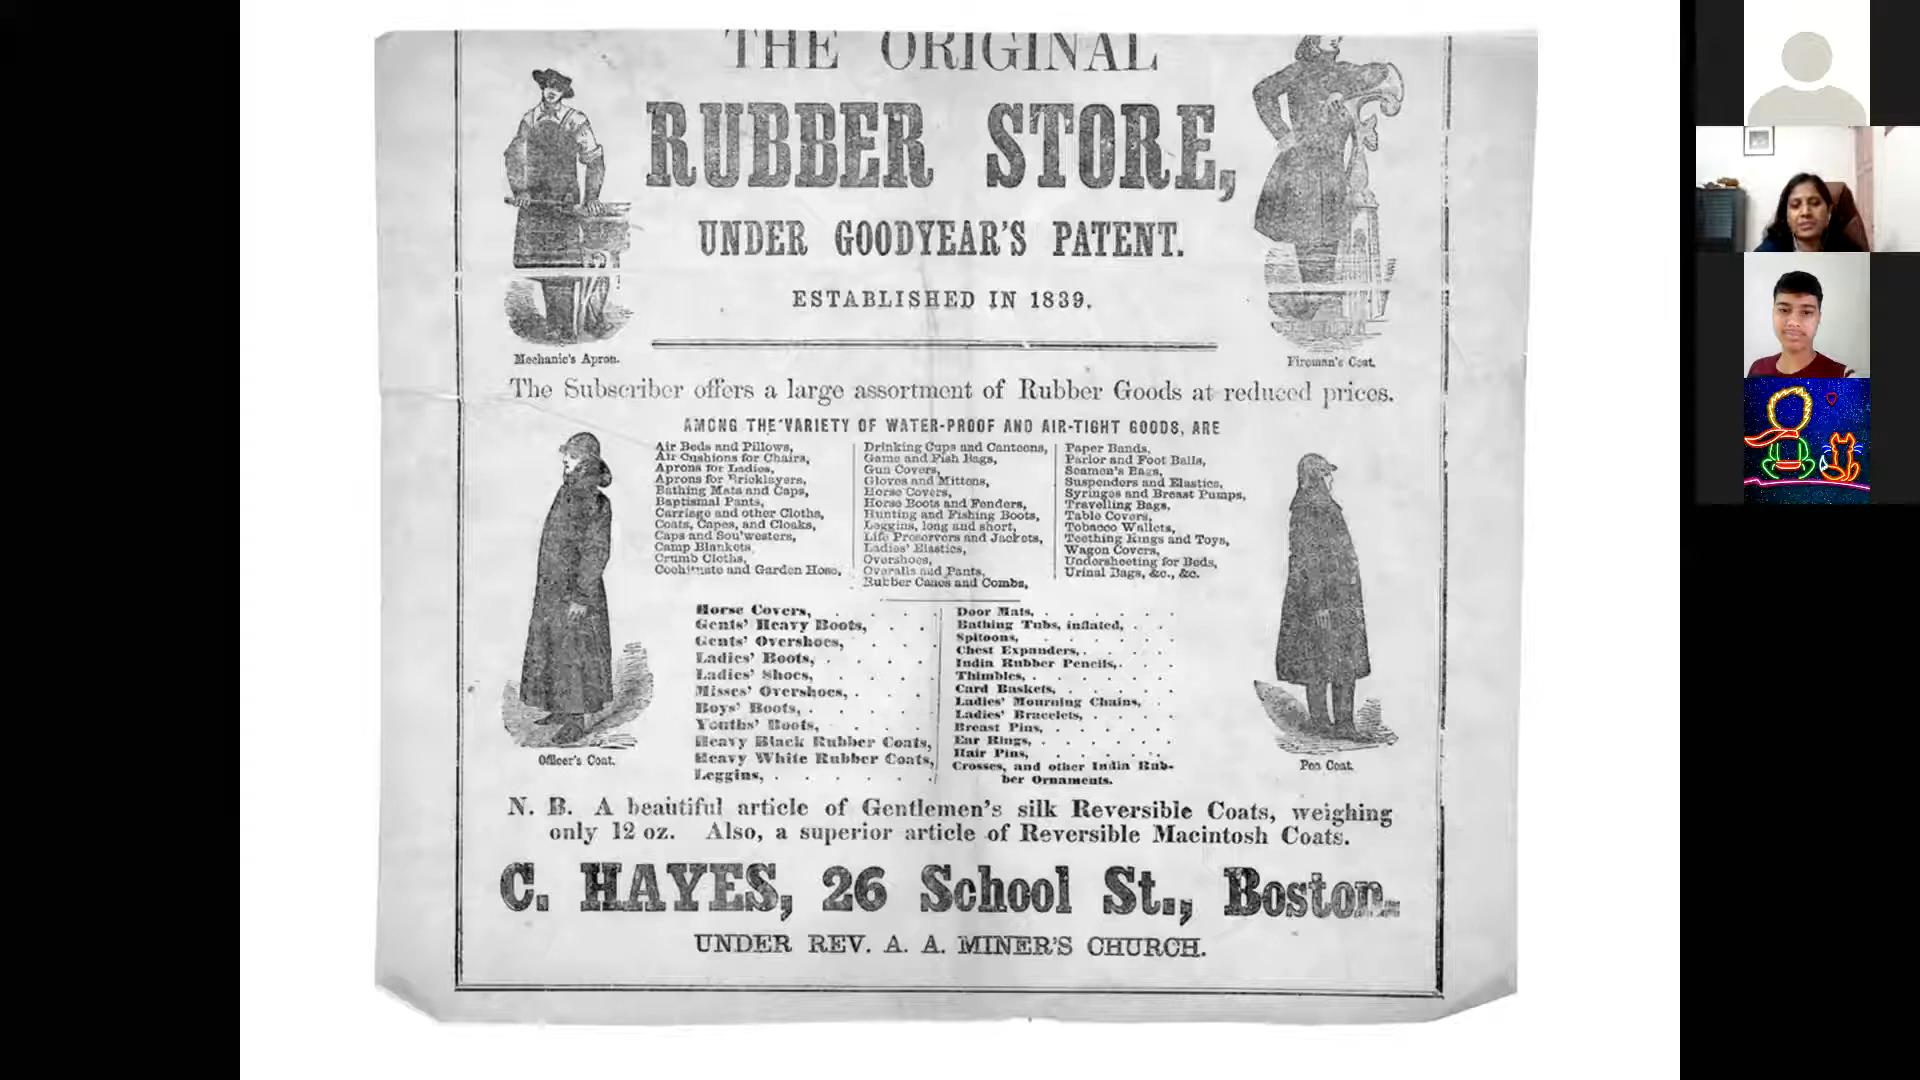 THE ORIGINAL
RUBBER STORE,
UNDER GOODYEAR'S PATENT.
ESTABLISHED IN 1839.
Mechanic's Apron.
Fireman's Coat.
The Subscriber offers a large assortment of Rubber Goods at reduced prices.
AMONG THE VARIETY OF WATER-PROOF AND AIR-TIGHT GOODS, ARE
Air Beds and Pillows,
Air Cushions for Chairs,
Aprons for Ladies,
Aprons for Bricklayers,
Bathing Mats and Caps,
Baptismal Pants,
Carriage and other Cloths,
Coats, Capes, and Cloaks,
Caps and Sou'westers,
Camp Blankets,
Crumb Cloths,
and Garden Hose,
Drinking Cups and Canteens,
Game and Fish Bags,
Gun Covers,
Gloves and Mittens,
Horse Covers,
Horse Boots and Fenders,
Hunting and Fishing Boots,
Leggins, long and short,
Life Preservers and Jackets,
Ladies' Elastics,
Overshoes,
Overalls and Pants,
Rubber Canes and Combs,
Paper Bands,
Parlor and Foot Balls,
Seamen's Bags,
Suspenders and Elastics,
Syringes and Breast Pumps,
Travelling Bags,
Table Covers,
Tobacco Wallets,
Teething Rings and Toys,
Wagon Covers,
Undersheeting for Beds,
Urinal Bags, &c., &c.
Horse Covers,
Gents' Heavy Boots,
Gents' Overshoes,
Ladies' Boots,
Ladies' Shoes,
Misses' Overshoes,
Boys' Boots,
Youths' Boots,
Heavy Black Rubber Coats,
Heavy White Rubber Coats,
Leggins,
Door Mats,
Bathing Tubs, inflated,
Spitoons,
Chest Expanders,
India Rubber Pencils,
Thimbles,
Card Baskets,
Ladies' Mourning Chains,
Ladies' Bracelets,
Breast Pins,
Ear Rings,
Hair Pins,
Crosses, and other India Rub-
ber Ornaments.
Officer's Coat.
Pea Coat.
N. B. A beautiful article of Gentlemen's silk Reversible Coats, weighing
only 12 oz. Also, a superior article of Reversible Macintosh Coats.
C. HAYES, 26 School St., Boston.
UNDER REV. A. A. MINER'S CHURCH.